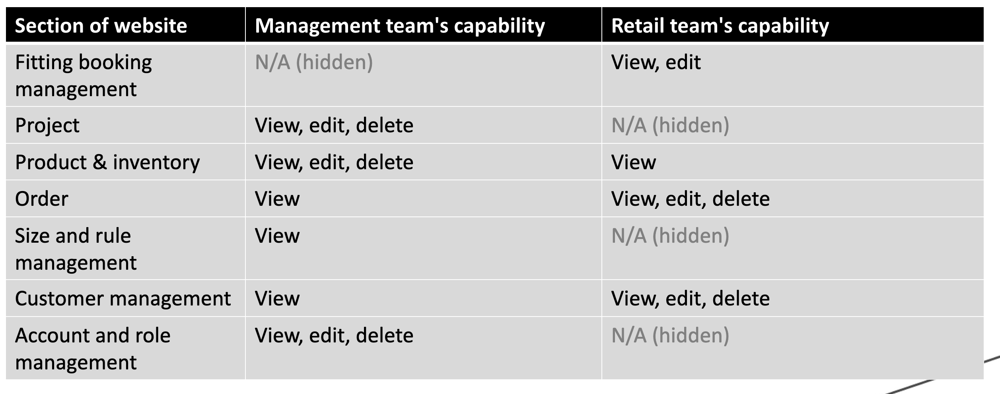 Section of website Management team's capability Retail team's capability
Fitting booking N/A (hidden) View, edit
management
Project View, edit, delete N/A (hidden)
Product & inventory View, edit, delete View
Order View View, edit, delete
Size and rule View N/A (hidden)
management
Customer management View View, edit, delete
Account and role View, edit, delete N/A (hidden)
management